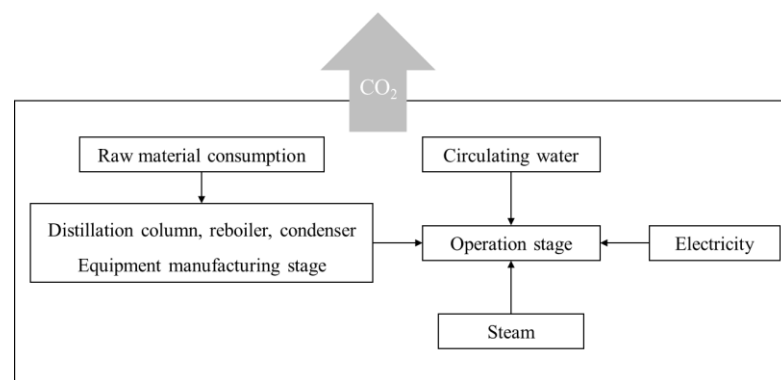 CO₂
Raw material consumption
Circulating water
Distillation column, reboiler, condenser
Equipment manufacturing stage
Operation stage
Electricity
Steam